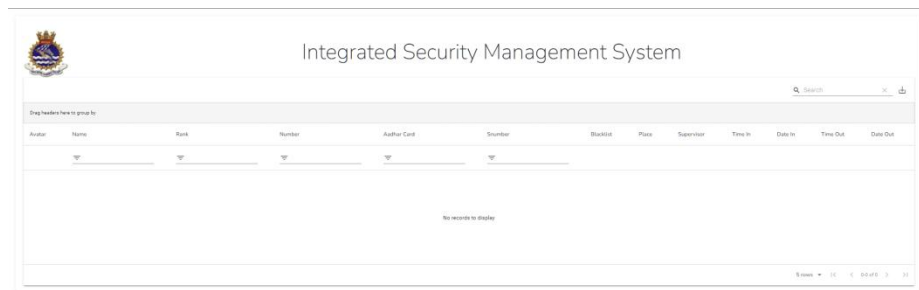 Integrated Security Management System
Search
Drag headers here to group by
Avatar Name Rank Number Aadhar Card Snumber Blacklist Place Supervisor Time In Date In Time Out Date Out
No records to display
5 rows 0-0 of 0